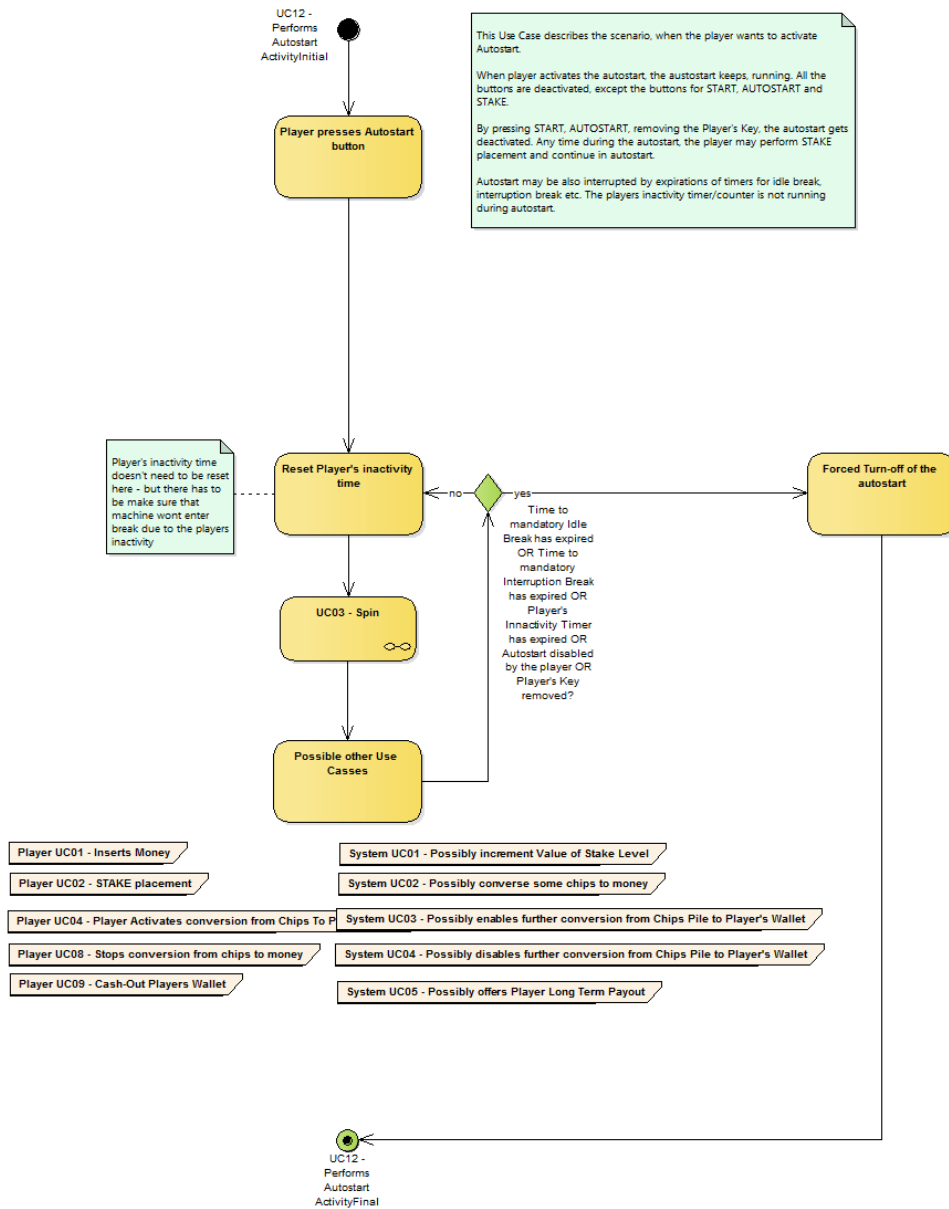 UC12 -
Performs
Autostart
ActivityInitial
This Use Case describes the scenario, when the player wants to activate
Autostart.
When player activates the autostart, the austostart keeps, running. All the
buttons are deactivated, except the buttons for START, AUTOSTART and
STAKE.
By pressing START, AUTOSTART, removing the Player's Key, the autostart gets
deactivated. Any time during the autostart, the player may perform STAKE
placement and continue in autostart.
Autostart may be also interrupted by expirations of timers for idle break,
interruption break etc. The players inactivity timer/counter is not running
during autostart.
Player presses Autostart
button
Player's inactivity time
doesn't need to be reset
here - but there has to
be make sure that
machine wont enter
break due to the players
inactivity
Reset Player's inactivity
time
no
yes
Time to
mandatory Idle
Break has expired
OR Time to
mandatory
Interruption Break
has expired OR
Player's
Innactivity Timer
has expired OR
Autostart disabled
by the player OR
Player's Key
removed?
Forced Turn-off of the
autostart
UC03 - Spin
Possible other Use
Casses
Player UC01 - Inserts Money
System UC01 - Possibly increment Value of Stake Level
Player UC02 - STAKE placement
System UC02 - Possibly converse some chips to money
Player UC04 - Player Activates conversion from Chips To P
System UC03 - Possibly enables further conversion from Chips Pile to Player's Wallet
Player UC08 - Stops conversion from chips to money
System UC04 - Possibly disables further conversion from Chips Pile to Player's Wallet
Player UC09 - Cash-Out Players Wallet
System UC05 - Possibly offers Player Long Term Payout
UC12 -
Performs
Autostart
ActivityFinal